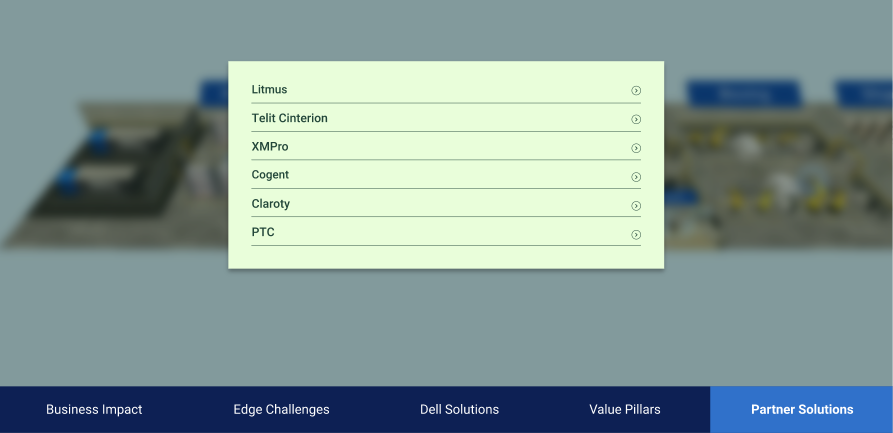 Litmus
Telit Cinterion
XMPro
Cogent
Claroty
PTC
Business Impact
Edge Challenges
Dell Solutions
Value Pillars
Partner Solutions